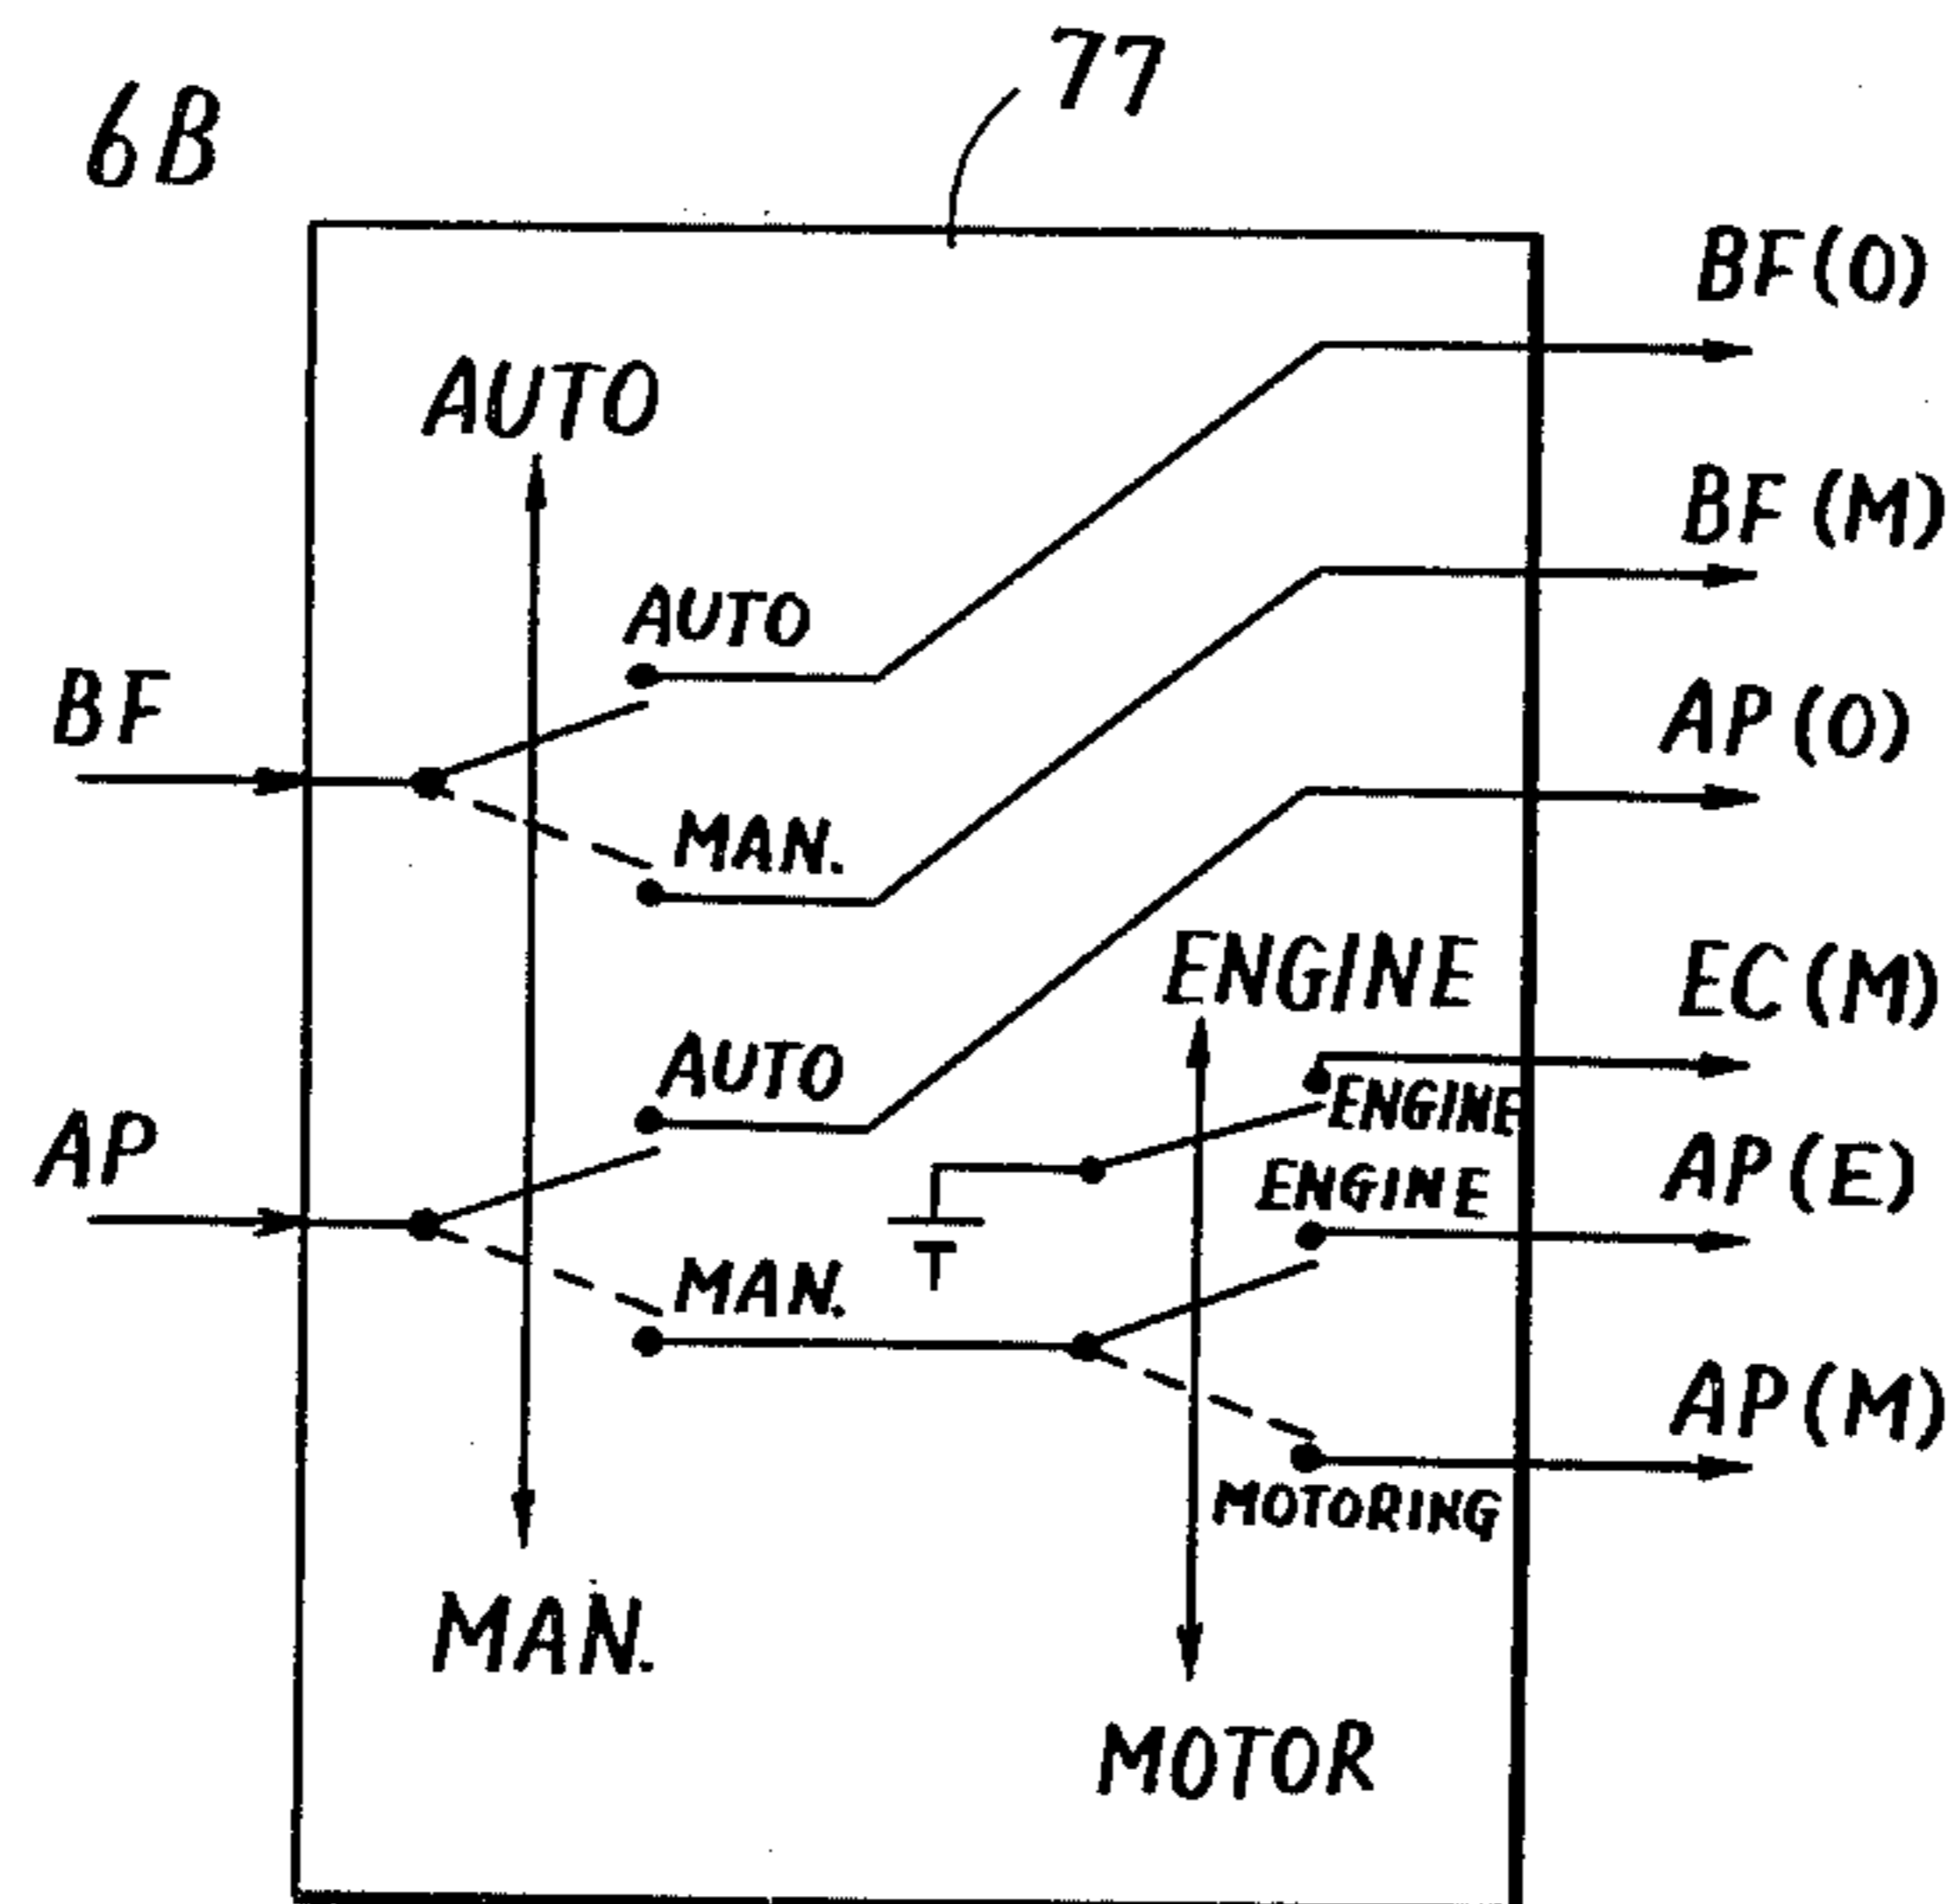 6B
77
BF(O)
AUTO
BF(M)
AUTO
BF
AP(O)
MAN.
ENGINE
EC(M)
AUTO
ENGINE
AP
AP(E)
ENGINE
MAN.
AP(M)
MOTORING
MAN.
MOTOR